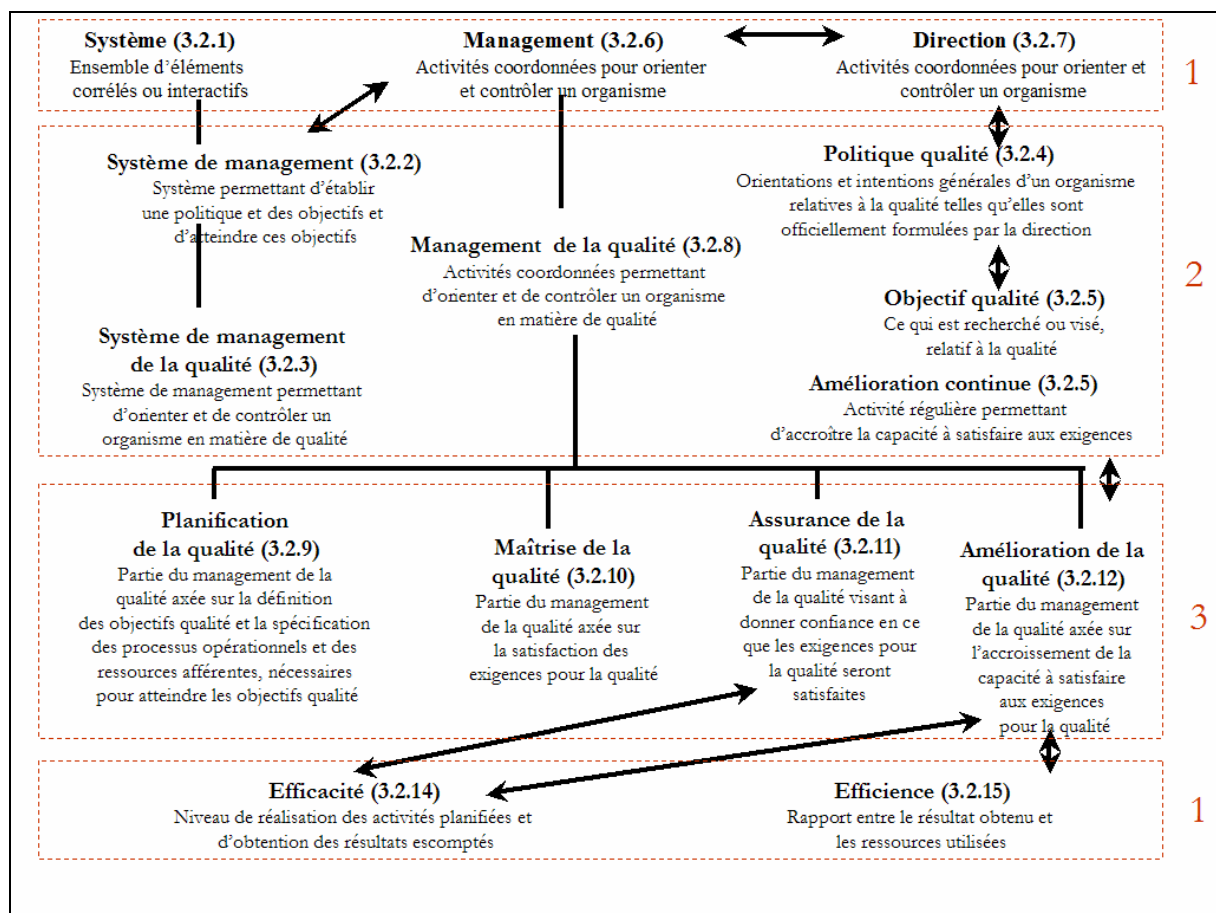 Système (3.2.1)
Ensemble d'éléments
corrélés ou interactifs
Management (3.2.6)
Activités coordonnées pour orienter
et contrôler un organisme
Direction (3.2.7)
Activités coordonnées pour orienter et
contrôler un organisme
1
Système de management (3.2.2)
Système permettant d'établir
une politique et des objectifs et
d'atteindre ces objectifs
Système de management
de la qualité (3.2.3)
Système de management permettant
d'orienter et de contrôler un
organisme en matière de qualité
Management de la qualité (3.2.8)
Activités coordonnées permettant
d'orienter et de contrôler un organisme
en matière de qualité
Politique qualité (3.2.4)
Orientations et intentions générales d'un organisme
relatives à la qualité telles qu'elles sont
officiellement formulées par la direction
Objectif qualité (3.2.5)
Ce qui est recherché ou visé,
relatif à la qualité
Amélioration continue (3.2.5)
Activité régulière permettant
d'accroître la capacité à satisfaire aux exigences
2
Planification
de la qualité (3.2.9)
Partie du management de la
qualité axée sur la définition
des objectifs qualité et la spécification
des processus opérationnels et des
ressources afférentes, nécessaires
pour atteindre les objectifs qualité
Maîtrise de la
qualité (3.2.10)
Partie du management
de la qualité axée sur
la satisfaction des
exigences pour la qualité
Assurance de la
qualité (3.2.11)
Partie du management
de la qualité visant à
donner confiance en ce
que les exigences pour
la qualité seront
satisfaites
Amélioration de la
qualité (3.2.12)
Partie du management
de la qualité axée sur
l'accroissement de la
capacité à satisfaire
aux exigences
pour la qualité
3
Efficacité (3.2.14)
Niveau de réalisation des activités planifiées et
d'obtention des résultats escomptés
Efficience (3.2.15)
Rapport entre le résultat obtenu et
les ressources utilisées
1